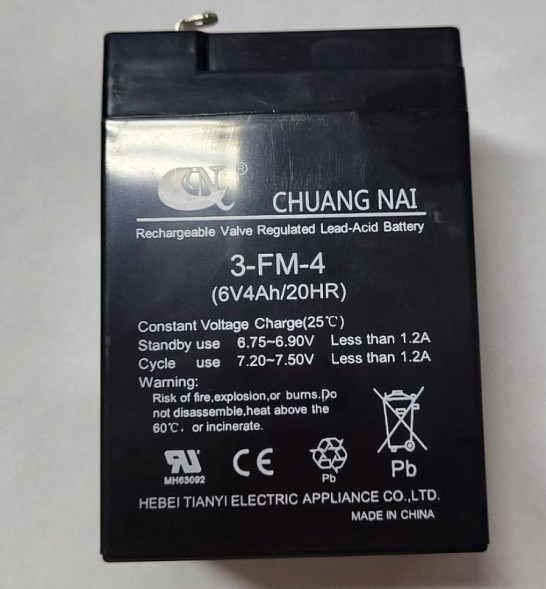 CN ®
CHUANG NAI
Rechargeable Valve Regulated Lead-Acid Battery
3-FM-4
(6V4Ah/20HR)
Constant Voltage Charge(25℃)
Standby use 6.75~6.90V Less than 1.2A
Cycle use 7.20~7.50V Less than 1.2A
Warning:
Risk of fire,explosion,or burns.Do
not disassemble,heat above the
60℃, or incinerate.
MH63092
CE
Pb
Pb
HEBEI TIANYI ELECTRIC APPLIANCE CO.,LTD.
MADE IN CHINA